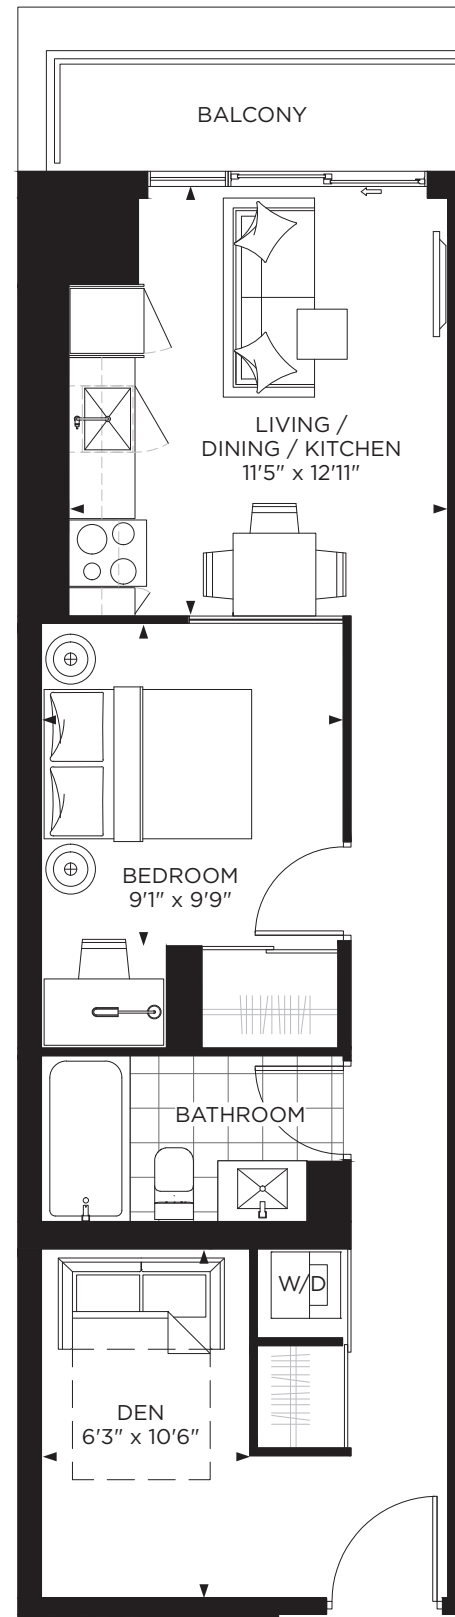 BALCONY
LIVING /
DINING / KITCHEN
11'5" x 12'11"
BEDROOM
9'1" x 9'9"
BATHROOM
W/D
DEN
6'3" x 10'6"